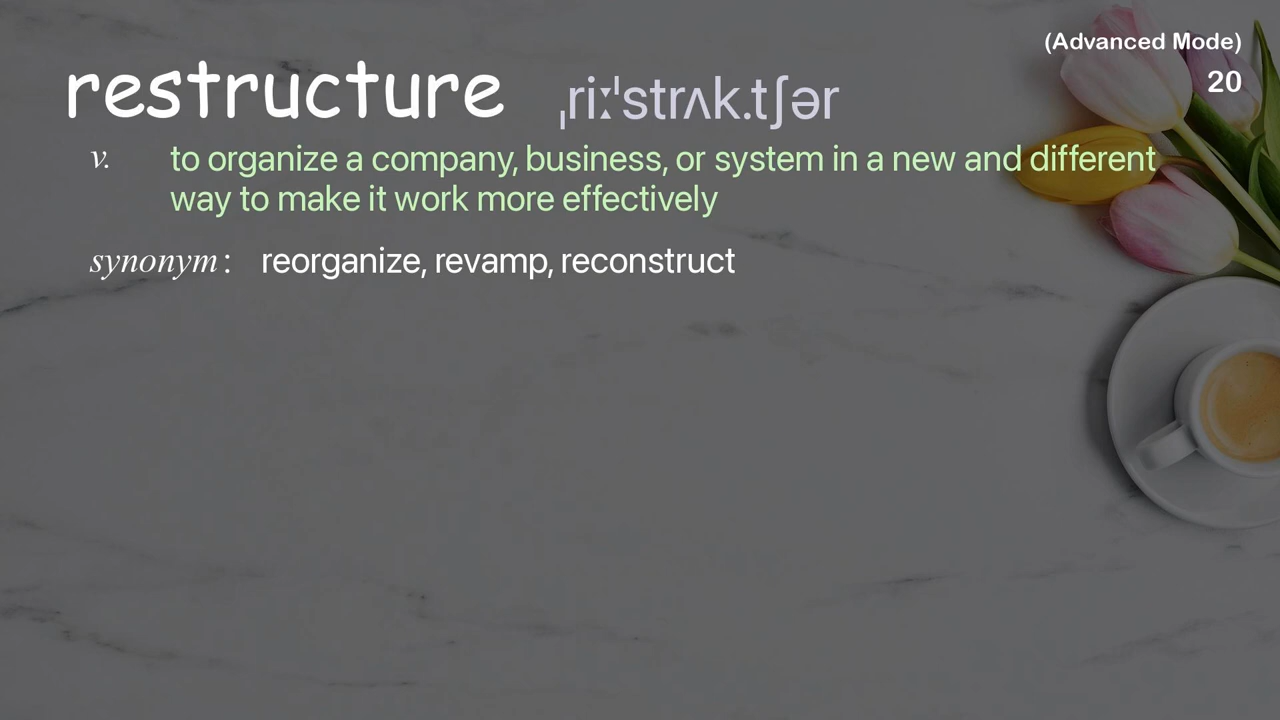 (Advanced Mode)
20
restructure ˌriːˈstrʌk.tʃər
v. to organize a company, business, or system in a new and different
way to make it work more effectively
synonym : reorganize, revamp, reconstruct